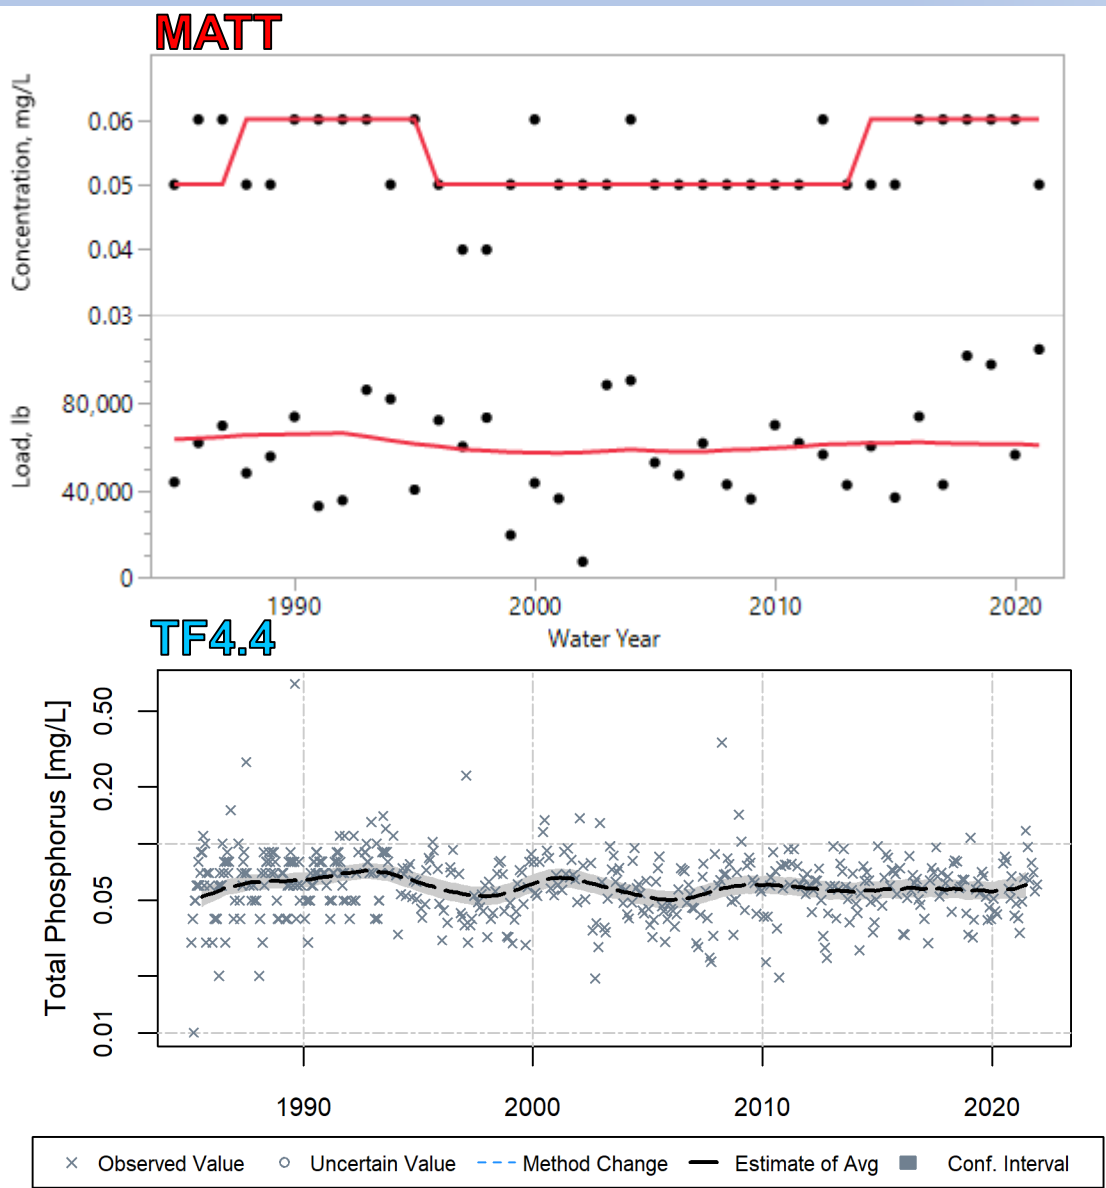 MATT
Concentration, mg/L
0.06
0.05
0.04
0.03
Load, lb
80,000
40,000
0
1990 2000 2010 2020
Water Year
TF4.4
Total Phosphorus [mg/L]
0.50
0.20
0.05
0.01
1990 2000 2010 2020
Observed Value Uncertain Value Method Change Estimate of Avg Conf. Interval